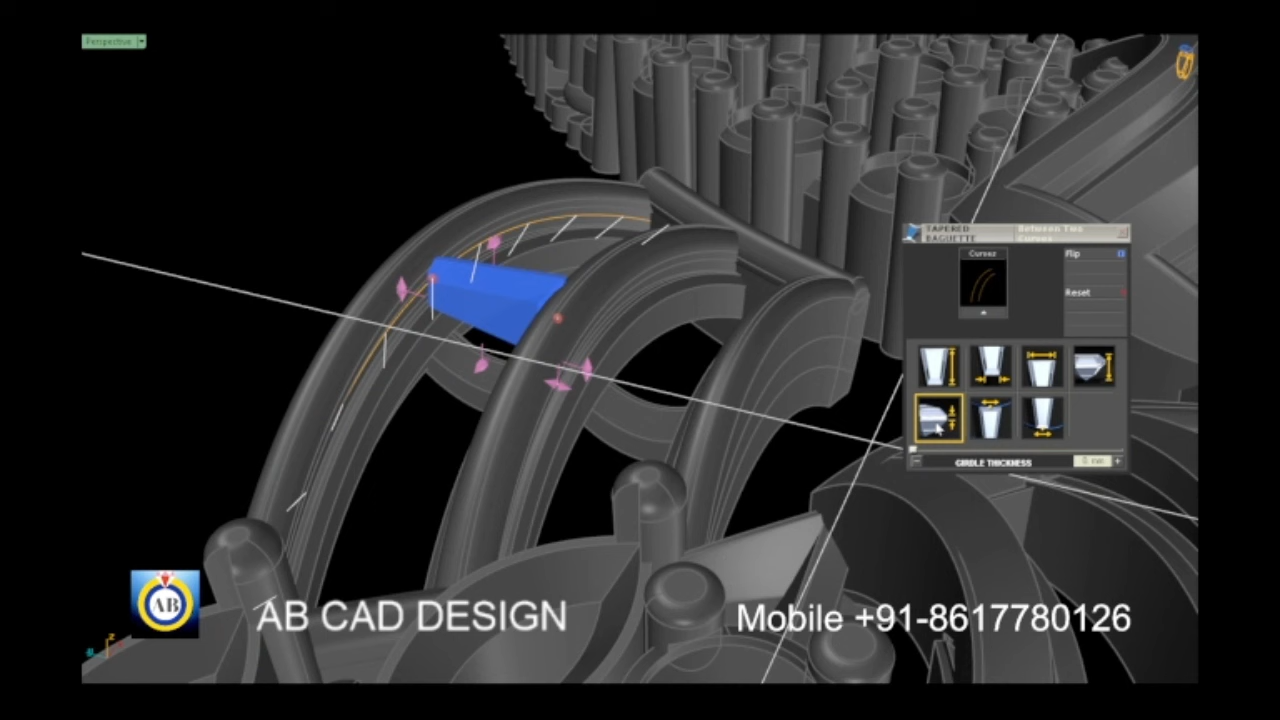 Perspective
TAPERED
BAGUETTE
Between Two
Curves
Curves
Flip
Reset
GIRDLE THICKNESS
0 mm
AB
AB CAD DESIGN
Mobile +91-8617780126
z